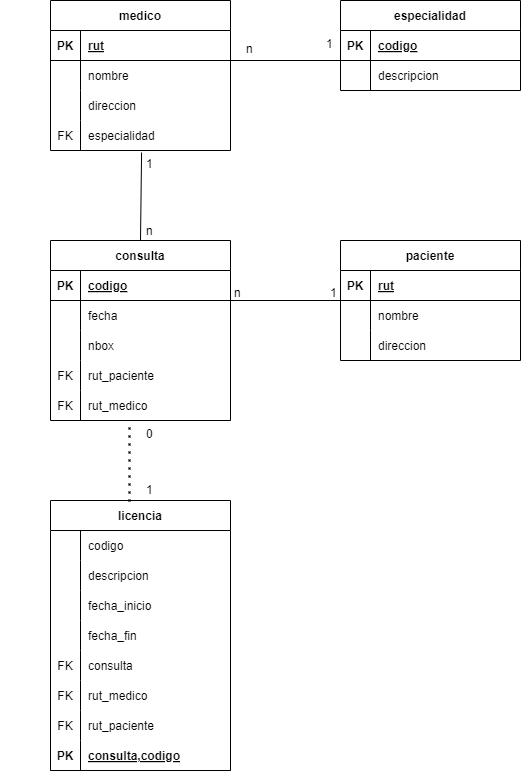 medico
PK rut
nombre
direccion
FK especialidad
n 1
especialidad
PK codigo
descripcion
1
n
consulta
PK codigo
fecha
nbox
FK rut_paciente
FK rut_medico
n 1
paciente
PK rut
nombre
direccion
0
1
licencia
codigo
descripcion
fecha_inicio
fecha_fin
FK consulta
FK rut_medico
FK rut_paciente
PK consulta,codigo